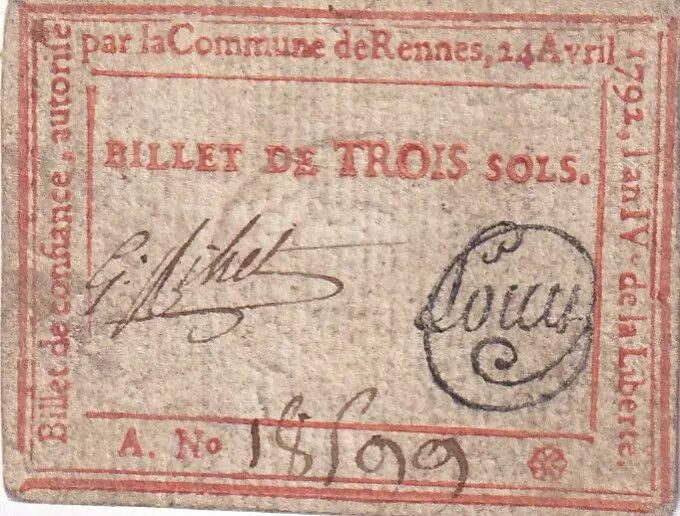 Billet de confiance, autorisé
par la Commune de Rennes, 24 Avril
1792, l'an IV. de la Liberté.
BILLET DE TROIS SOLS.
Louis
A. No 18599